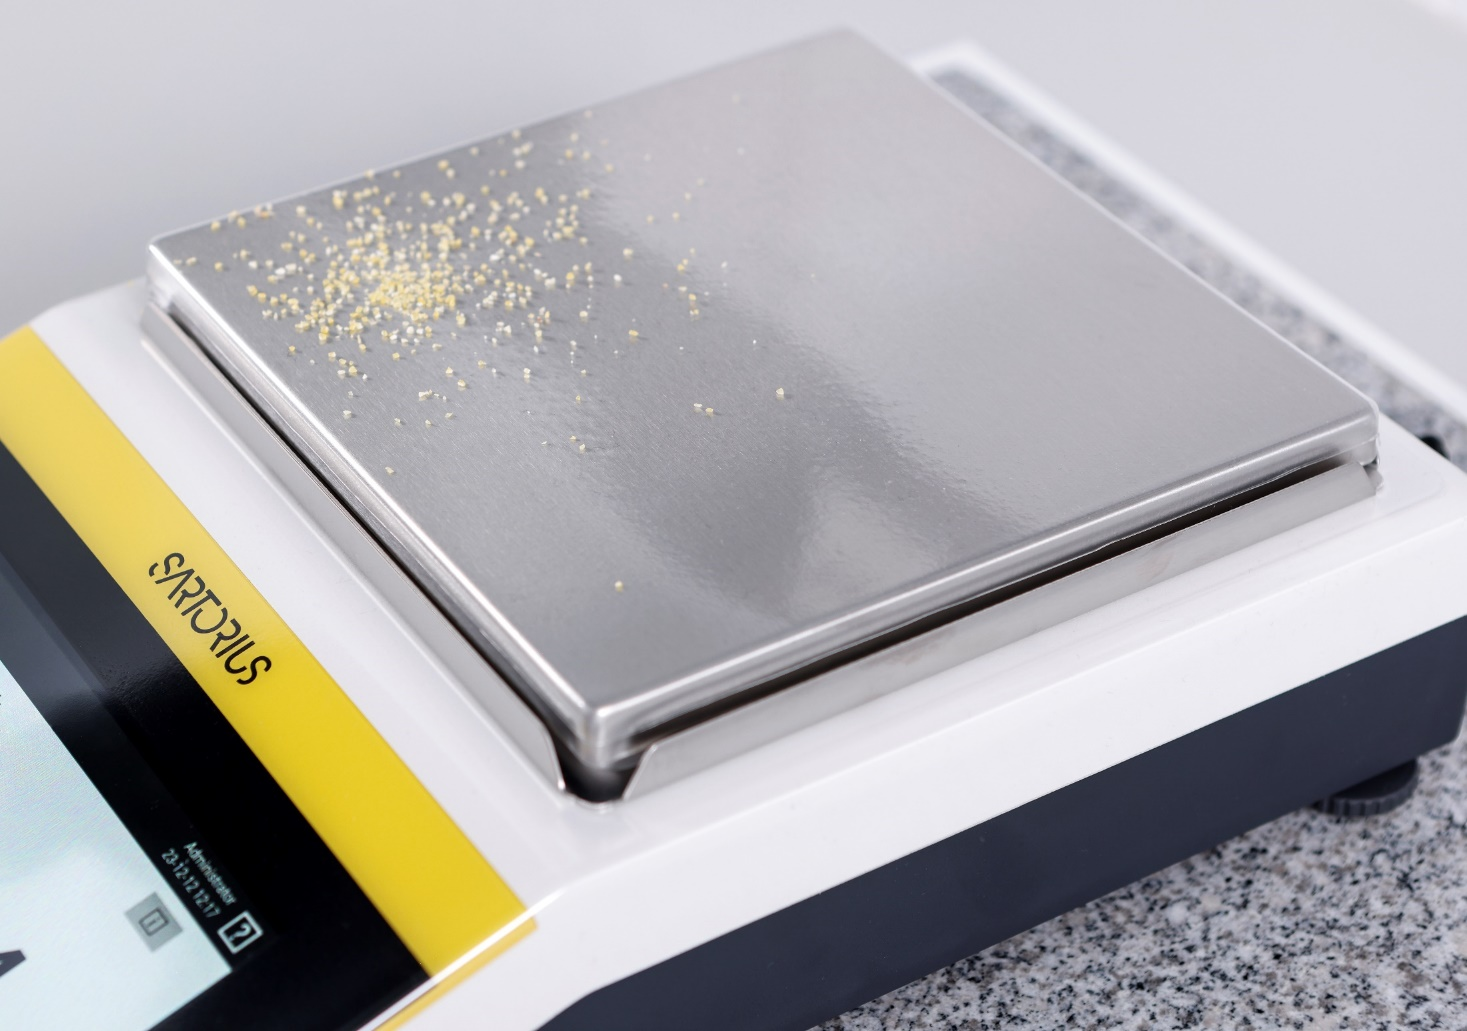 SARTORIUS
Administrator
23-12-12 12:17
?